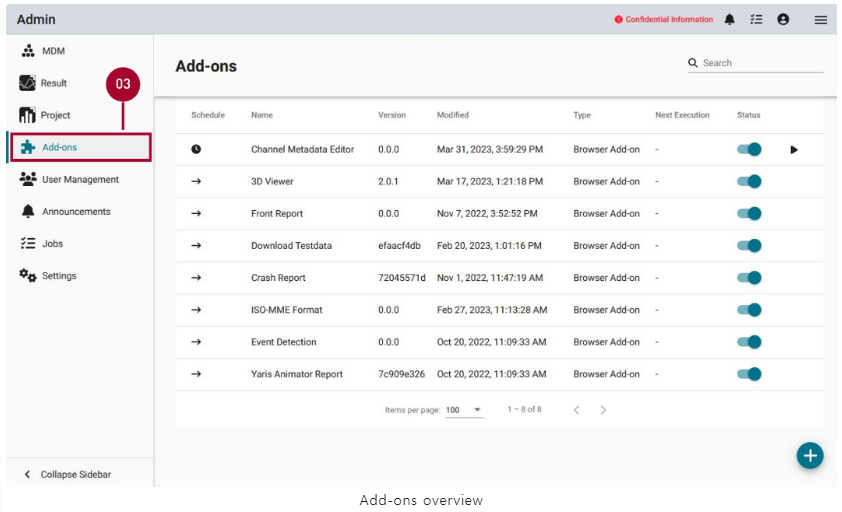 Admin
Confidential Information
MDM
Result
03
Project
Add-ons
User Management
Announcements
Jobs
Settings
Collapse Sidebar
Add-ons
Search
Schedule Name Version Modified Type Next Execution Status
Channel Metadata Editor 0.0.0 Mar 31, 2023, 3:59:29 PM Browser Add-on -
3D Viewer 2.0.1 Mar 17, 2023, 1:21:18 PM Browser Add-on -
Front Report 0.0.0 Nov 7, 2022, 3:52:52 PM Browser Add-on -
Download Testdata efaacf4db Feb 20, 2023, 1:01:16 PM Browser Add-on -
Crash Report 72045571d Nov 1, 2022, 11:47:19 AM Browser Add-on -
ISO-MME Format 0.0.0 Feb 27, 2023, 11:13:28 AM Browser Add-on -
Event Detection 0.0.0 Oct 20, 2022, 11:09:33 AM Browser Add-on -
Yaris Animator Report 7c909e326 Oct 20, 2022, 11:09:33 AM Browser Add-on -
Items per page: 100 1 – 8 of 8
Add-ons overview